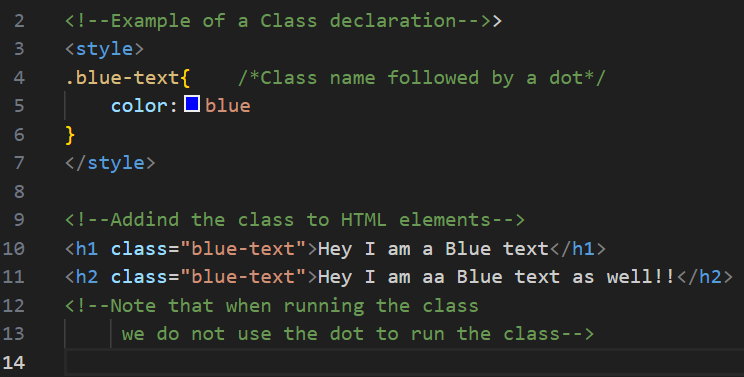 2 <!--Example of a Class declaration-->>
3 <style>
4 .blue-text{    /*Class name followed by a dot*/
5     color: blue
6 }
7 </style>
8
9 <!--Addind the class to HTML elements-->
10 <h1 class="blue-text">Hey I am a Blue text</h1>
11 <h2 class="blue-text">Hey I am aa Blue text as well!!</h2>
12 <!--Note that when running the class
13      we do not use the dot to run the class-->
14